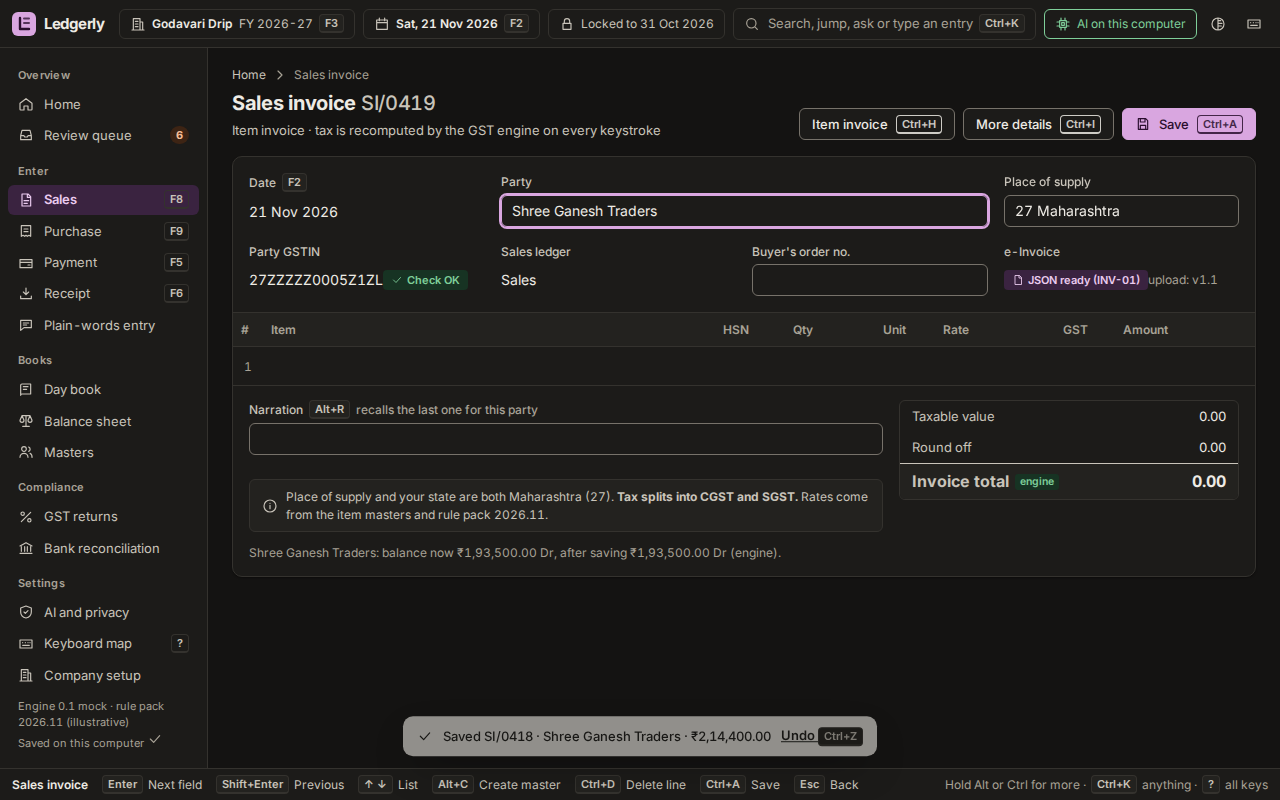 Ledgerly
Godavari Drip FY 2026-27 F3
Sat, 21 Nov 2026 F2
Locked to 31 Oct 2026
Search, jump, ask or type an entry Ctrl+K
AI on this computer
Overview
Home
Review queue 6
Enter
Sales F8
Purchase F9
Payment F5
Receipt F6
Plain-words entry
Books
Day book
Balance sheet
Masters
Compliance
GST returns
Bank reconciliation
Settings
AI and privacy
Keyboard map ?
Company setup
Engine 0.1 mock · rule pack
2026.11 (illustrative)
Saved on this computer
Home > Sales invoice
Sales invoice SI/0419
Item invoice · tax is recomputed by the GST engine on every keystroke
Item invoice Ctrl+H
More details Ctrl+I
Save Ctrl+A
Date F2
21 Nov 2026
Party
Shree Ganesh Traders
Place of supply
27 Maharashtra
Party GSTIN
27ZZZZZ0005Z1ZL Check OK
Sales ledger
Sales
Buyer's order no.
e-Invoice
JSON ready (INV-01) upload: v1.1
# Item HSN Qty Unit Rate GST Amount
1
Narration Alt+R recalls the last one for this party
Place of supply and your state are both Maharashtra (27). Tax splits into CGST and SGST. Rates come
from the item masters and rule pack 2026.11.
Shree Ganesh Traders: balance now ₹1,93,500.00 Dr, after saving ₹1,93,500.00 Dr (engine).
Taxable value 0.00
Round off 0.00
Invoice total engine 0.00
Saved SI/0418 · Shree Ganesh Traders · ₹2,14,400.00 Undo Ctrl+Z
Sales invoice Enter Next field Shift+Enter Previous ↑ ↓ List Alt+C Create master Ctrl+D Delete line Ctrl+A Save Esc Back Hold Alt or Ctrl for more · Ctrl+K anything · ? all keys